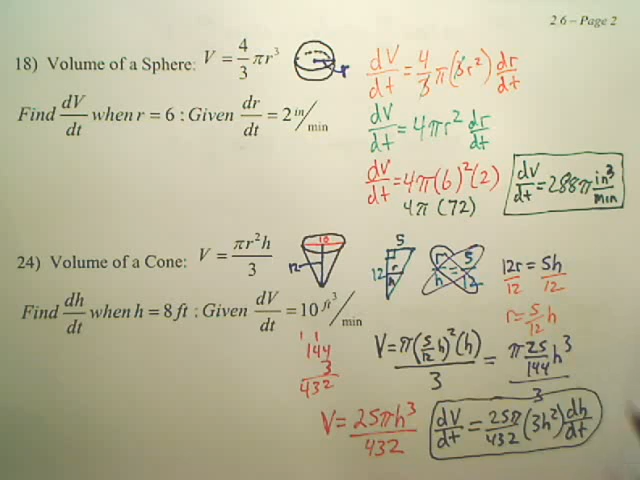 2.6 – Page 2
18) Volume of a Sphere: V = 4/3 πr³
r
dV/dt = 4/3 π(3r²) dr/dt
Find dV/dt when r = 6 : Given dr/dt = 2 in/min
dV/dt = 4πr² dr/dt
dV/dt = 4π(6)²(2)
4π(72)
dV/dt = 288π in³/min
24) Volume of a Cone: V = πr²h/3
10
12
5
12
r
h
r/h = 5/12
12r/12 = 5h/12
r = 5/12 h
Find dh/dt when h = 8 ft : Given dV/dt = 10 ft³/min
1 1
144
3
432
V = π(5/12 h)²(h)/3 = π 25/144 h³/3
V = 25πh³/432
dV/dt = 25π/432 (3h²) dh/dt